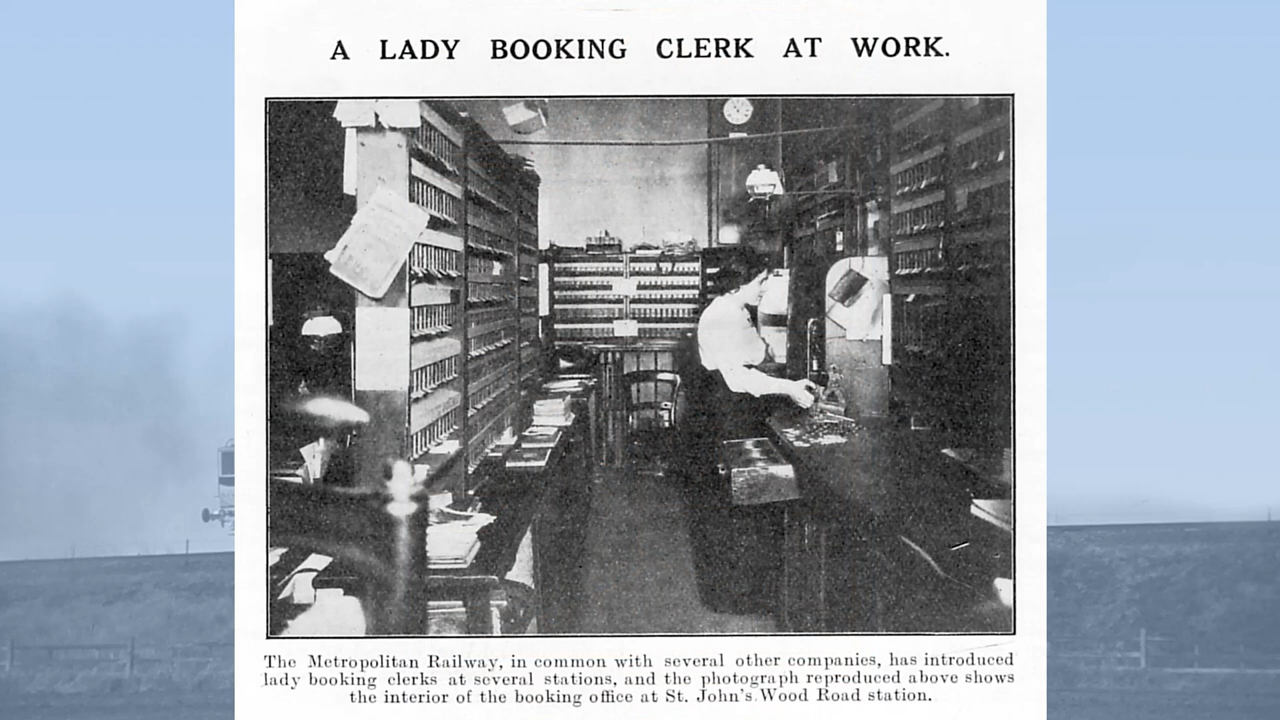 A LADY BOOKING CLERK AT WORK.
The Metropolitan Railway, in common with several other companies, has introduced
lady booking clerks at several stations, and the photograph reproduced above shows
the interior of the booking office at St. John's Wood Road station.